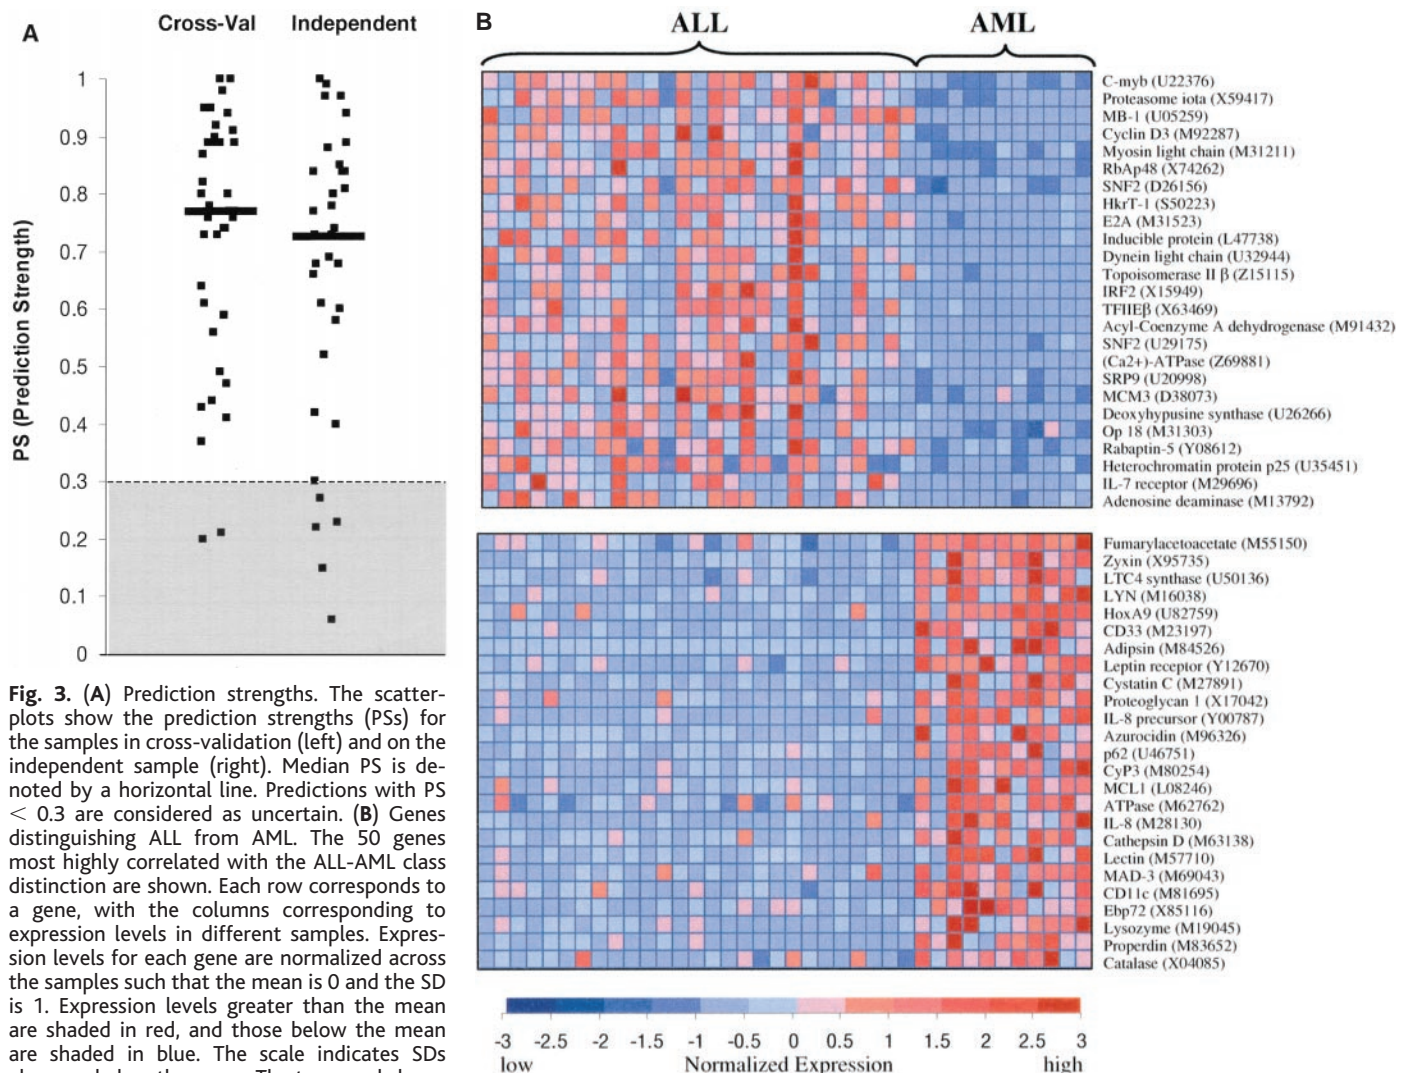 A
Cross-Val
Independent
PS (Prediction Strength)
1
0.9
0.8
0.7
0.6
0.5
0.4
0.3
0.2
0.1
0
Fig. 3. (A) Prediction strengths. The scatter-
plots show the prediction strengths (PSs) for
the samples in cross-validation (left) and on the
independent sample (right). Median PS is de-
noted by a horizontal line. Predictions with PS
< 0.3 are considered as uncertain. (B) Genes
distinguishing ALL from AML. The 50 genes
most highly correlated with the ALL-AML class
distinction are shown. Each row corresponds to
a gene, with the columns corresponding to
expression levels in different samples. Expres-
sion levels for each gene are normalized across
the samples such that the mean is 0 and the SD
is 1. Expression levels greater than the mean
are shaded in red, and those below the mean
are shaded in blue. The scale indicates SDs
B
ALL
AML
C-myb (U22376)
Proteasome iota (X59417)
MB-1 (U05259)
Cyclin D3 (M92287)
Myosin light chain (M31211)
RbAp48 (X74262)
SNF2 (D26156)
HkrT-1 (S50223)
E2A (M31523)
Inducible protein (L47738)
Dynein light chain (U32944)
Topoisomerase II β (Z15115)
IRF2 (X15949)
TFIIEβ (X63469)
Acyl-Coenzyme A dehydrogenase (M91432)
SNF2 (U29175)
(Ca2+)-ATPase (Z69881)
SRP9 (U20998)
MCM3 (D38073)
Deoxyhypusine synthase (U26266)
Op 18 (M31303)
Rabaptin-5 (Y08612)
Heterochromatin protein p25 (U35451)
IL-7 receptor (M29696)
Adenosine deaminase (M13792)
Fumarylacetoacetate (M55150)
Zyxin (X95735)
LTC4 synthase (U50136)
LYN (M16038)
HoxA9 (U82759)
CD33 (M23197)
Adipsin (M84526)
Leptin receptor (Y12670)
Cystatin C (M27891)
Proteoglycan 1 (X17042)
IL-8 precursor (Y00787)
Azurocidin (M96326)
p62 (U46751)
CyP3 (M80254)
MCL1 (L08246)
ATPase (M62762)
IL-8 (M28130)
Cathepsin D (M63138)
Lectin (M57710)
MAD-3 (M69043)
CD11c (M81695)
Ebp72 (X85116)
Lysozyme (M19045)
Properdin (M83652)
Catalase (X04085)
-3 -2.5 -2 -1.5 -1 -0.5 0 0.5 1 1.5 2 2.5 3
low Normalized Expression high